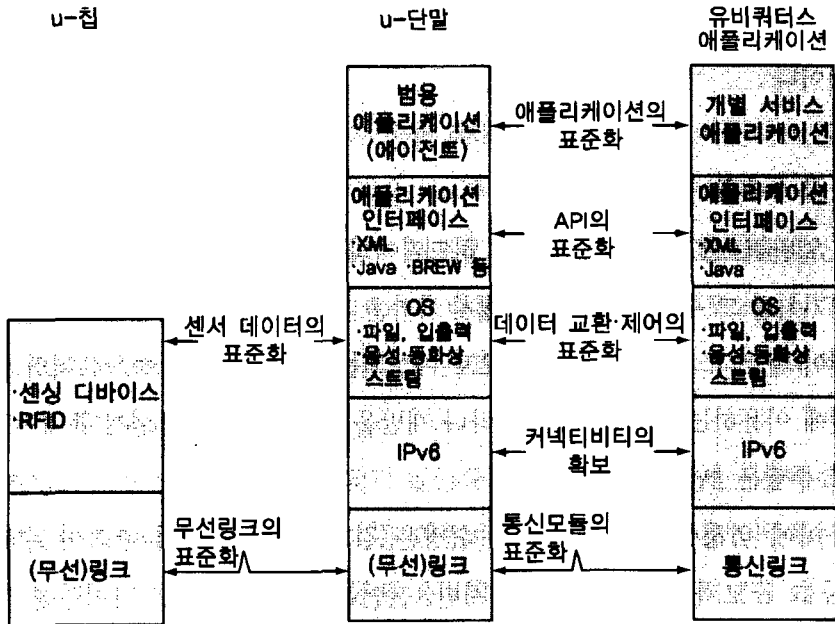 u-칩
u-단말
유비쿼터스
애플리케이션
범용
애플리케이션
(에이전트)
애플리케이션의
표준화
개별 서비스
애플리케이션
애플리케이션
인터페이스
·XML
·Java ·BREW 등
API의
표준화
애플리케이션
인터페이스
·XML
·Java
센서 데이터의
표준화
OS
·파일, 입출력
·음성·동화상
스트림
데이터 교환·제어의
표준화
OS
·파일, 입출력
·음성·동화상
스트림
·센싱 디바이스
·RFID
IPv6
커넥티비티의
확보
IPv6
(무선)링크
무선링크의
표준화
(무선)링크
통신모듈의
표준화
통신링크